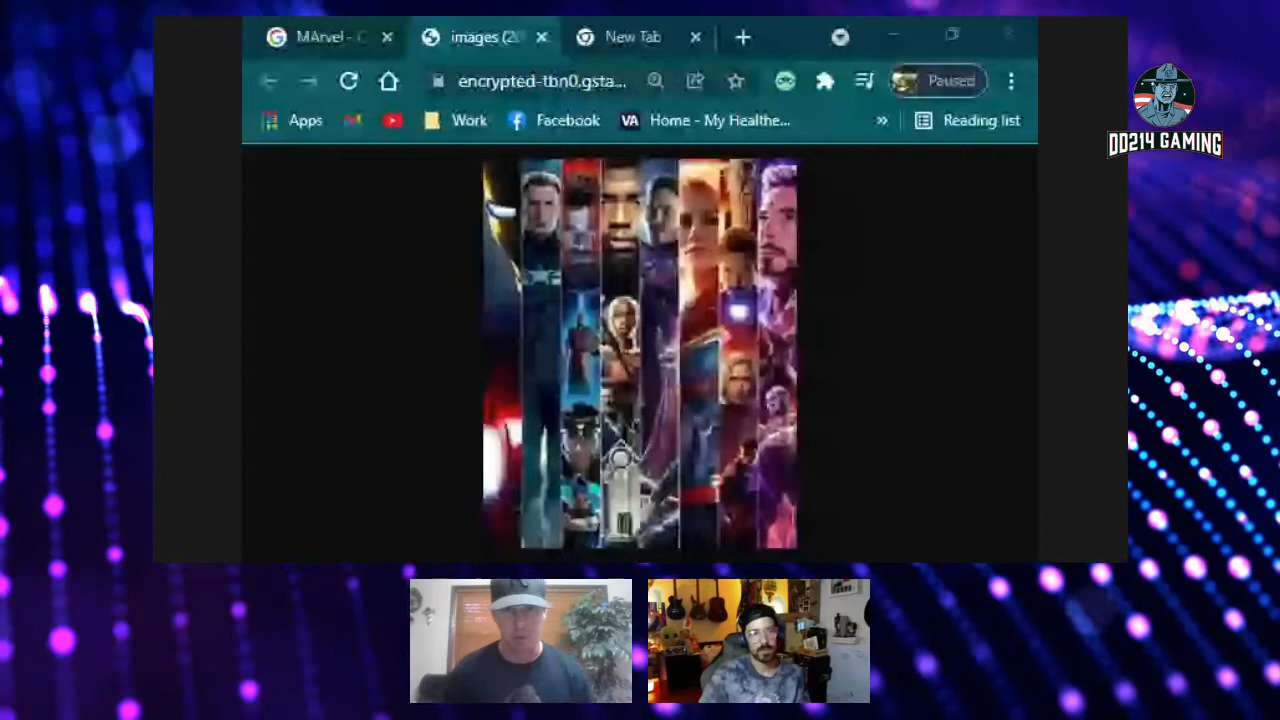 MArvel - G
images (20
New Tab
encrypted-tbn0.gsta...
Paused
Apps
Work
Facebook
VA
Home - My Healthe...
»
Reading list
DD214 GAMING